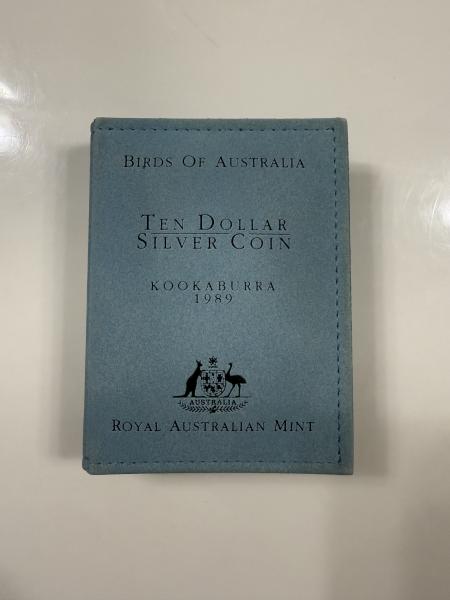 BIRDS OF AUSTRALIA
TEN DOLLAR
SILVER COIN
KOOKABURRA
1989
AUSTRALIA
ROYAL AUSTRALIAN MINT